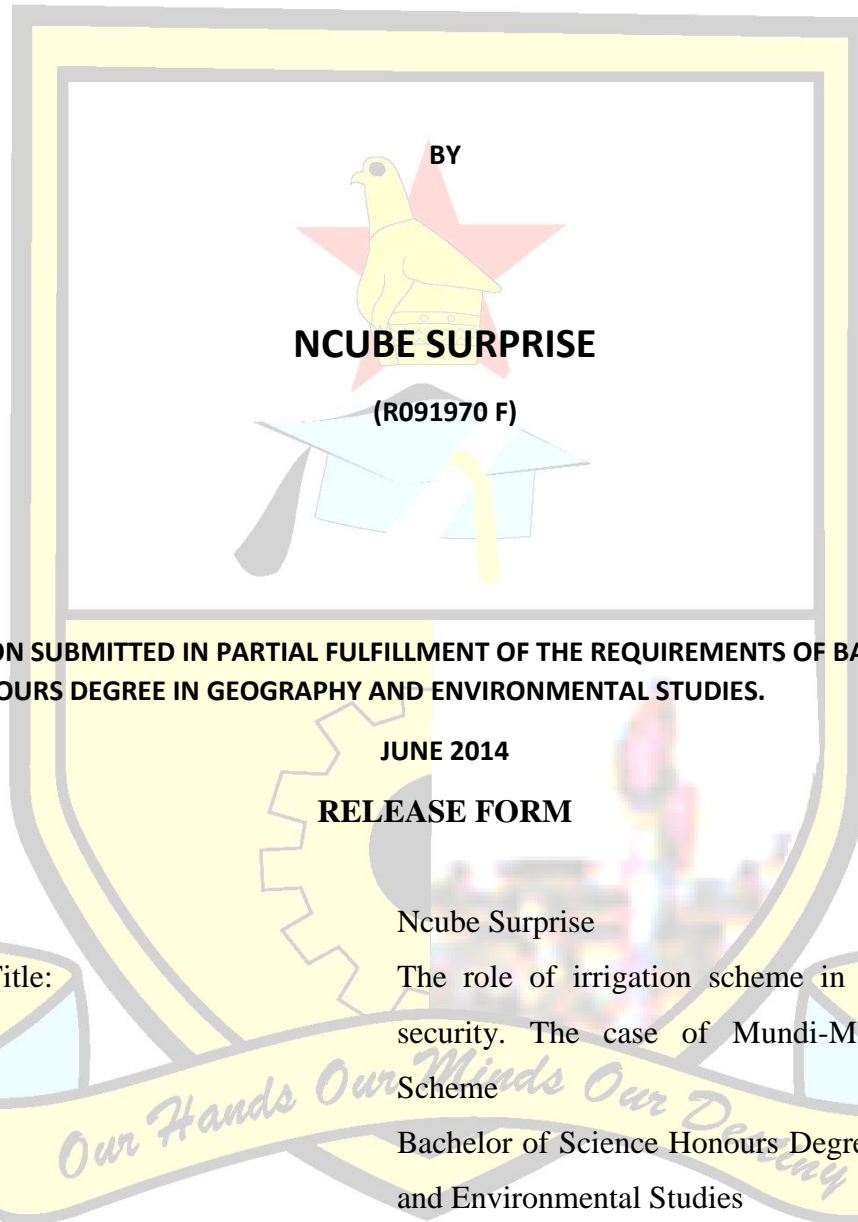 BY
NCUBE SURPRISE
(R091970 F)
ON SUBMITTED IN PARTIAL FULFILLMENT OF THE REQUIREMENTS OF BA
OURS DEGREE IN GEOGRAPHY AND ENVIRONMENTAL STUDIES.
JUNE 2014
RELEASE FORM
Ncube Surprise
Title: The role of irrigation scheme in
security. The case of Mundi-M
Scheme
Bachelor of Science Honours Degre
and Environmental Studies
Our Hands Our Minds Our Destiny